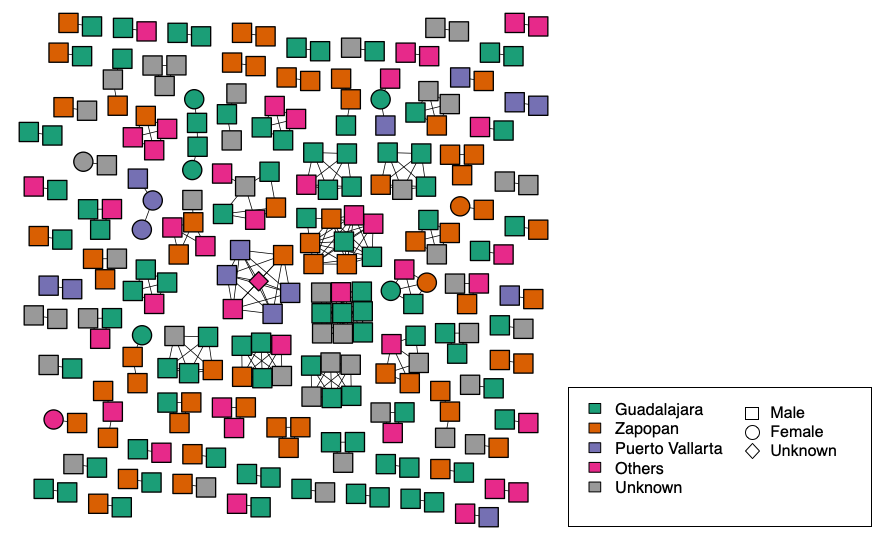 Guadalajara
Zapopan
Puerto Vallarta
Others
Unknown
Male
Female
Unknown